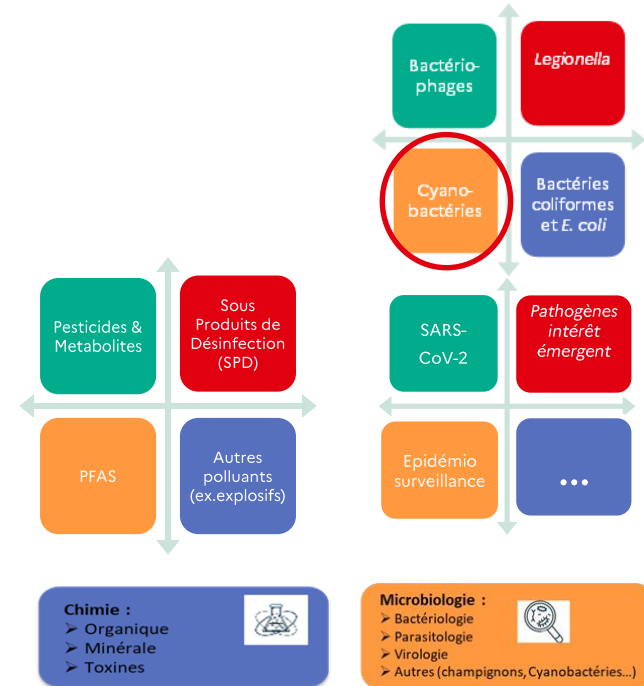 Bactério-
phages
Legionella
Cyano-
bactéries
Bactéries
coliformes
et E. coli
Pesticides &
Metabolites
Sous
Produits de
Désinfection
(SPD)
PFAS
Autres
polluants
(ex.explosifs)
SARS-
CoV-2
Pathogènes
intérêt
émergent
Epidémio
surveillance
...
Chimie :
➢ Organique
➢ Minérale
➢ Toxines
Microbiologie :
➢ Bactériologie
➢ Parasitologie
➢ Virologie
➢ Autres (champignons, Cyanobactéries...)